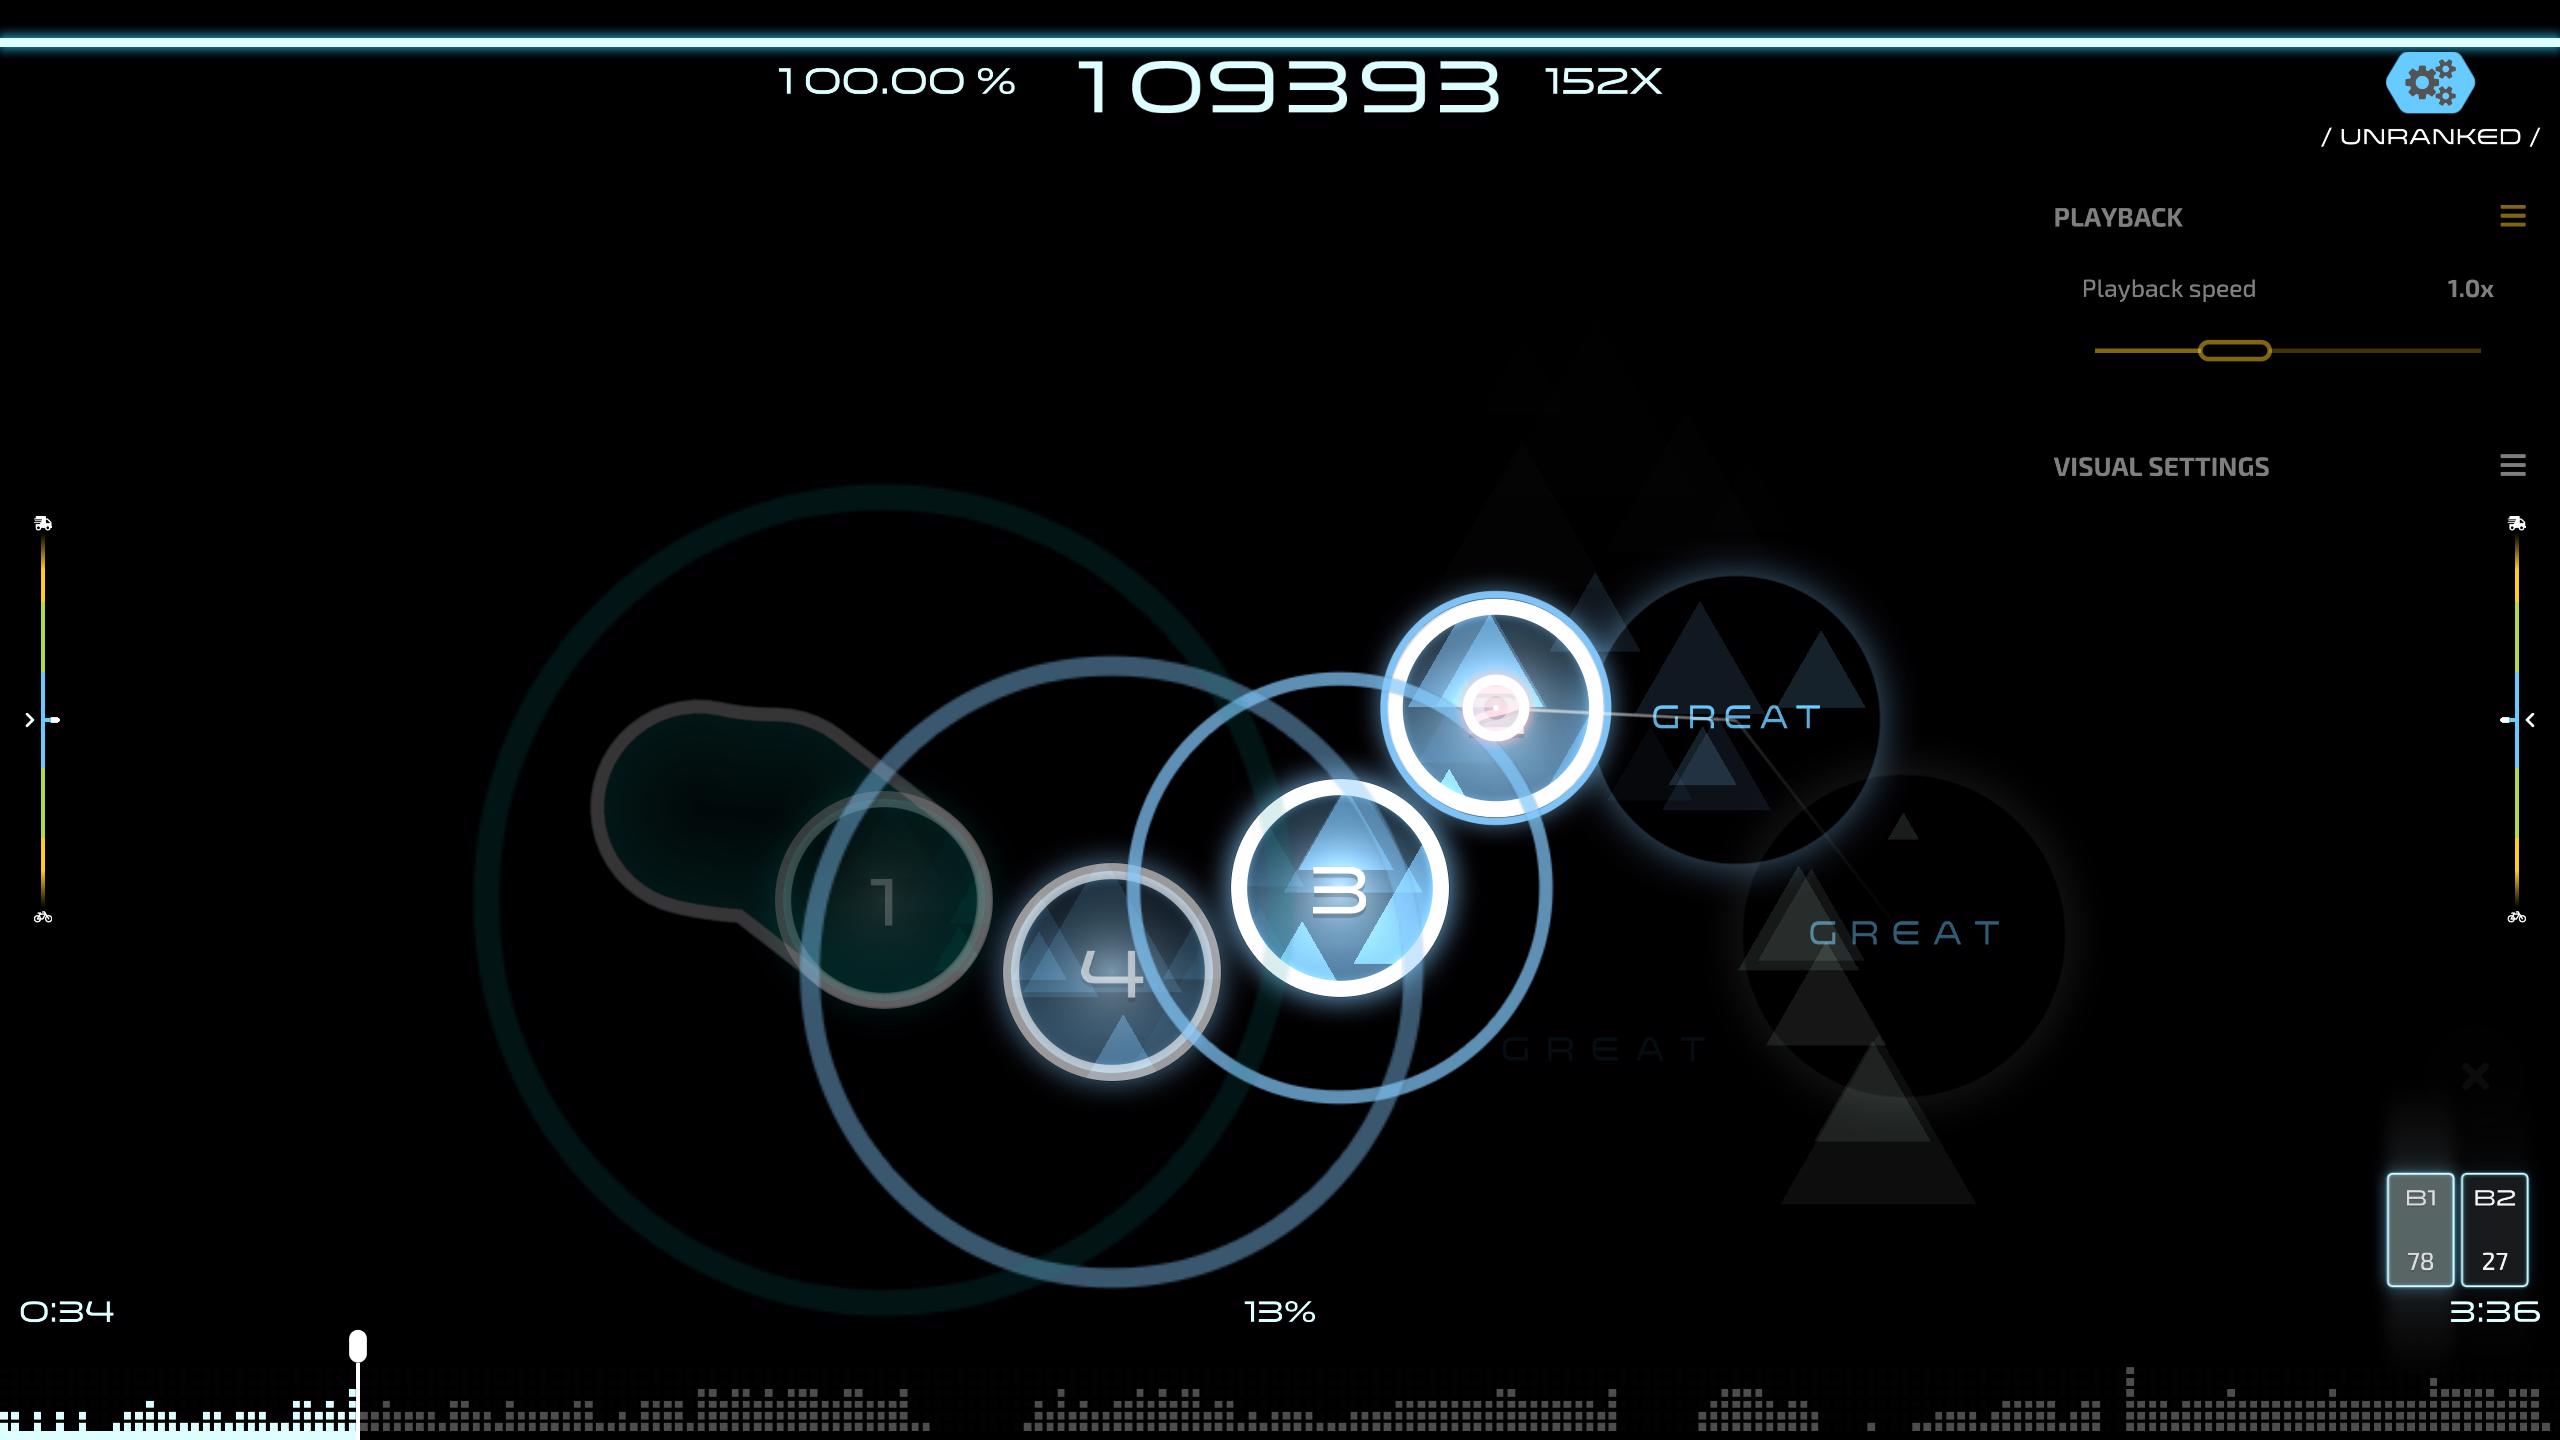 100.00 %
109393
152X
/ UNRANKED /
PLAYBACK
Playback speed
1.0x
VISUAL SETTINGS
GREAT
3
1
GREAT
4
GREAT
B1
B2
78
27
0:34
13%
3:36